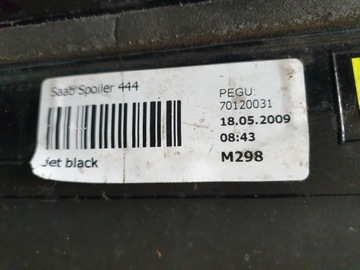 Saab Spoiler 444
Jet black
PEGU:
70120031
18.05.2009
08:43
M298